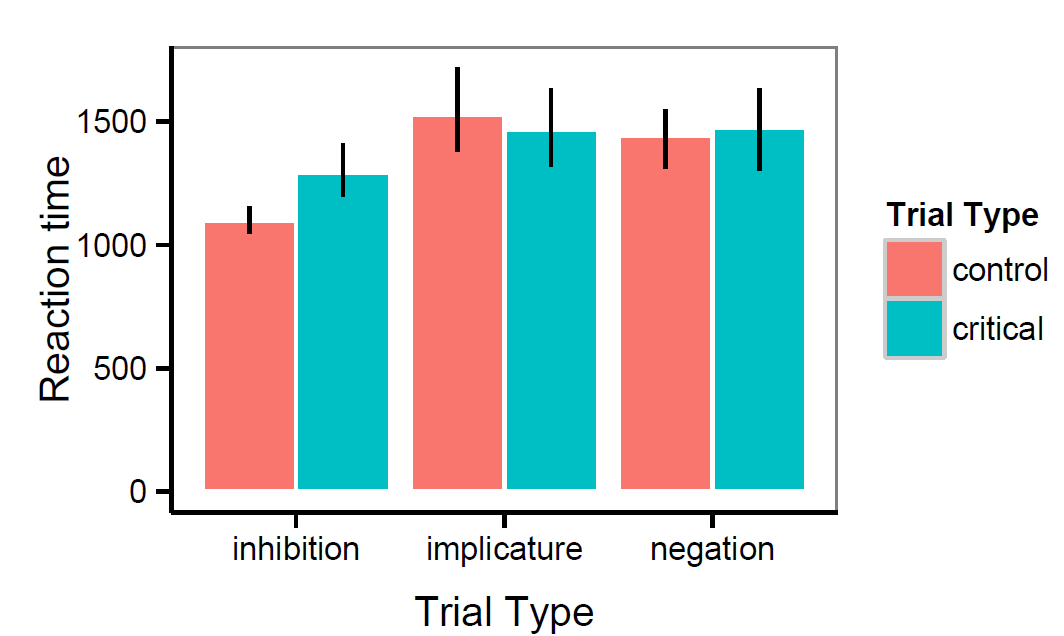 Reaction time
1500
1000
500
0
inhibition
implicature
negation
Trial Type
Trial Type
control
critical